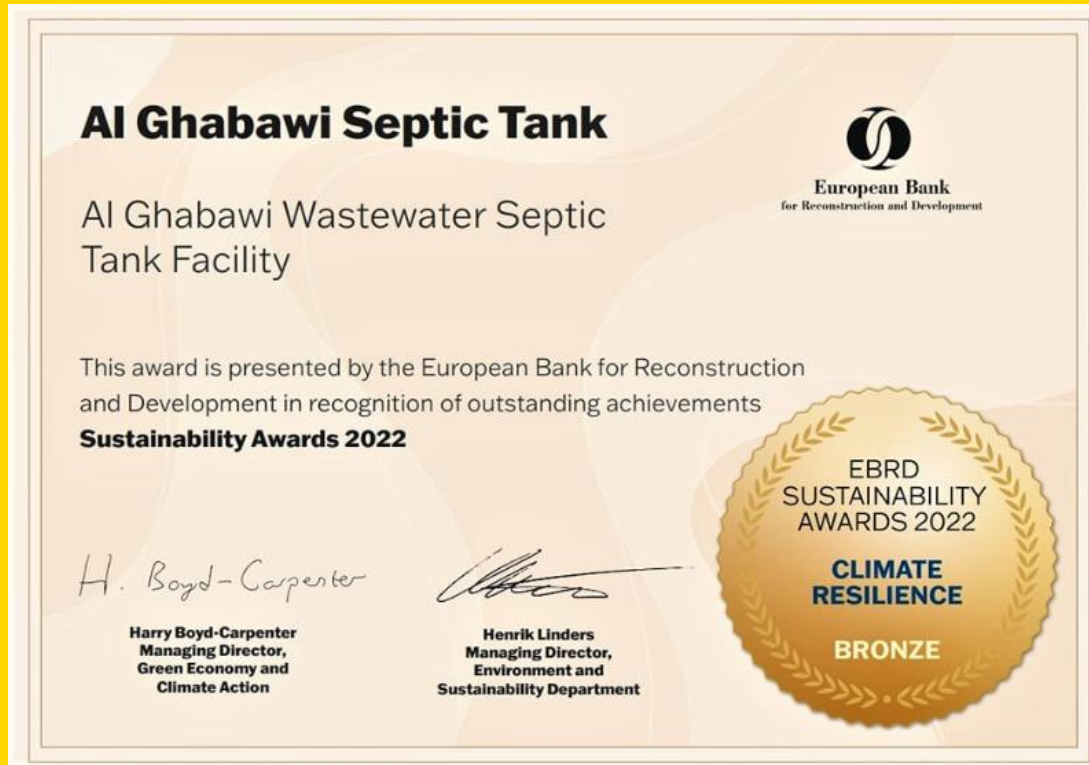 Al Ghabawi Septic Tank
European Bank
for Reconstruction and Development
Al Ghabawi Wastewater Septic
Tank Facility
This award is presented by the European Bank for Reconstruction
and Development in recognition of outstanding achievements
Sustainability Awards 2022
EBRD
SUSTAINABILITY
AWARDS 2022
CLIMATE
RESILIENCE
BRONZE
H. Boyd-Carpenter
Harry Boyd-Carpenter
Managing Director,
Green Economy and
Climate Action
Henrik Linders
Managing Director,
Environment and
Sustainability Department